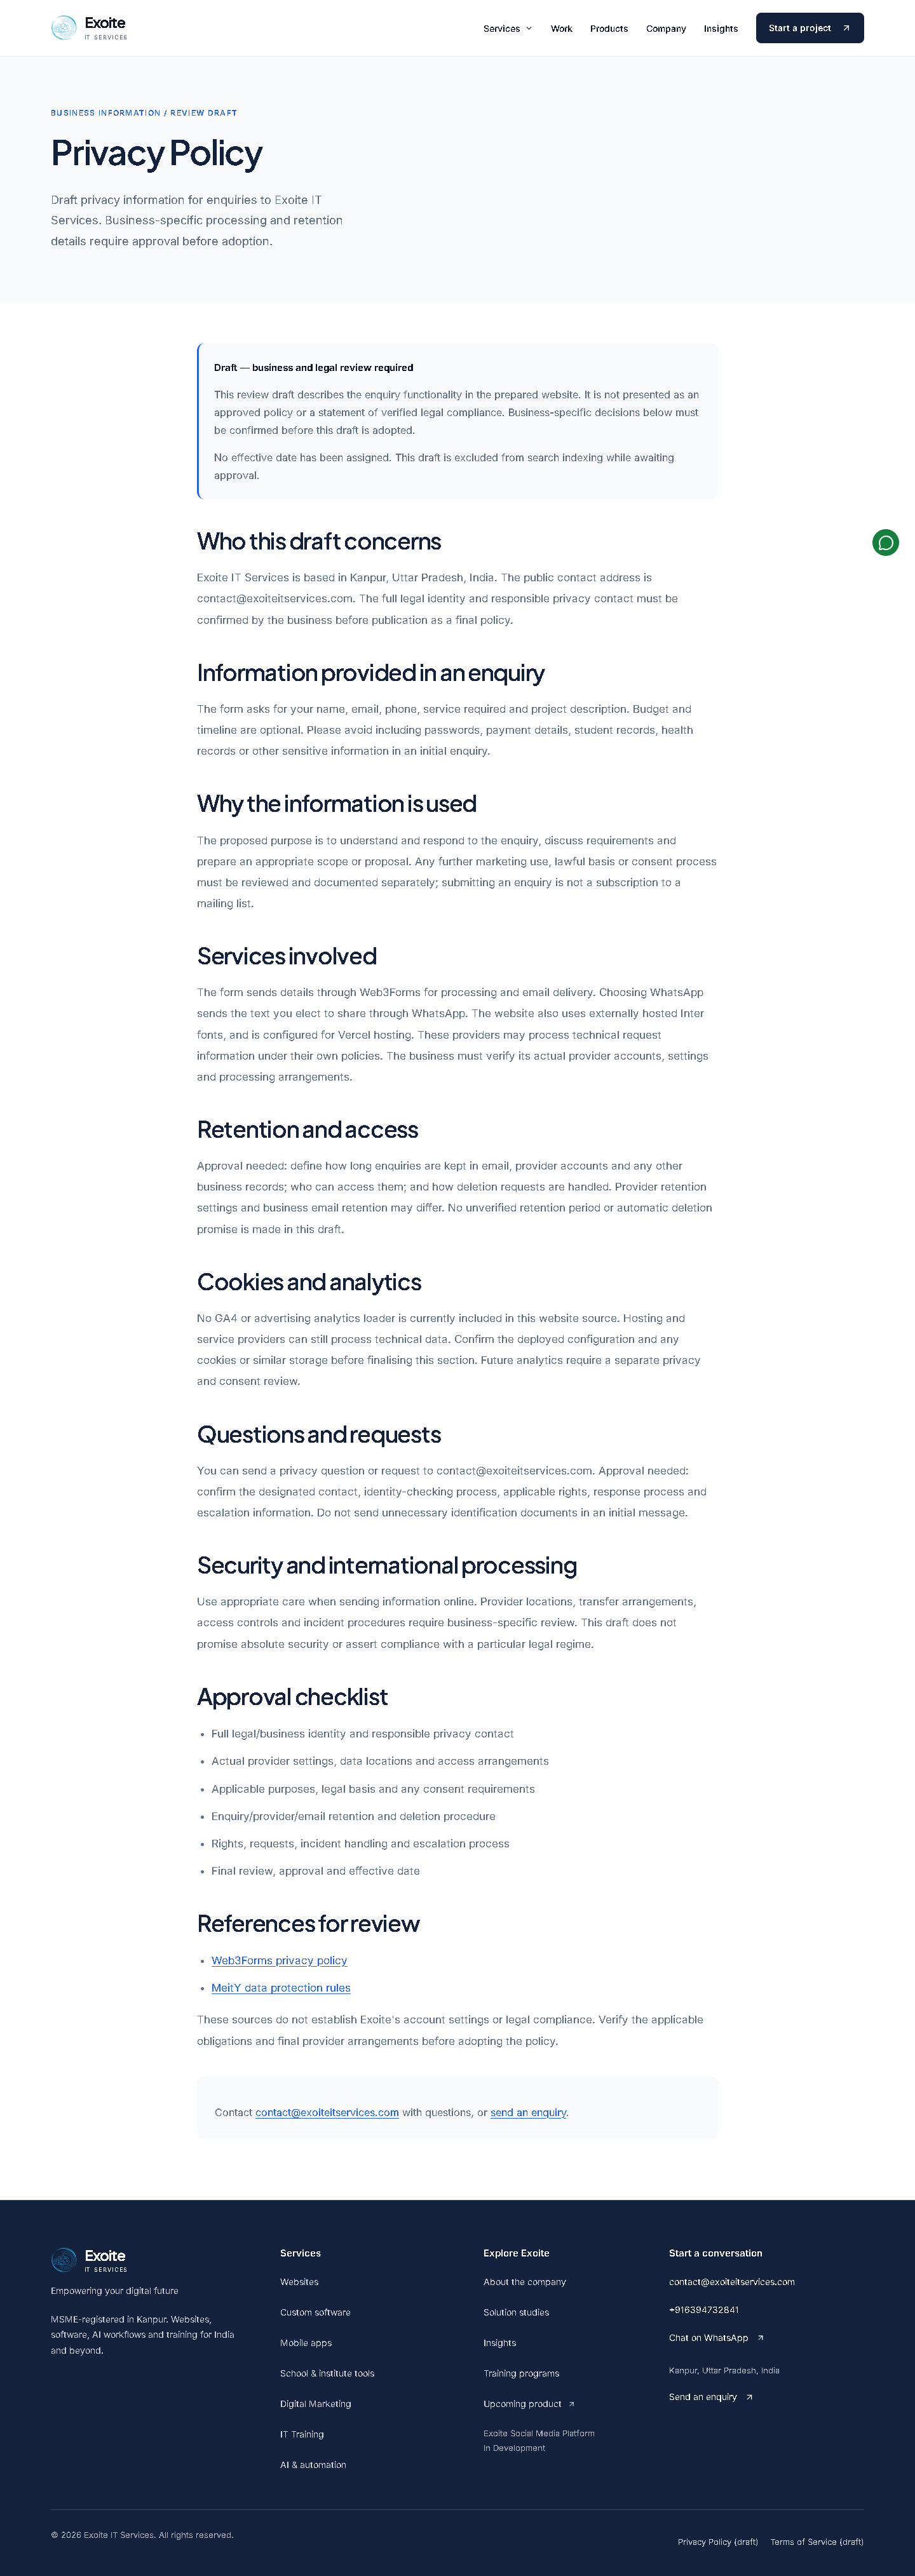 Exoite
IT SERVICES
Services
Work
Products
Company
Insights
Start a project
BUSINESS INFORMATION / REVIEW DRAFT
Privacy Policy
Draft privacy information for enquiries to Exoite IT
Services. Business-specific processing and retention
details require approval before adoption.
Draft — business and legal review required
This review draft describes the enquiry functionality in the prepared website. It is not presented as an
approved policy or a statement of verified legal compliance. Business-specific decisions below must
be confirmed before this draft is adopted.
No effective date has been assigned. This draft is excluded from search indexing while awaiting
approval.
Who this draft concerns
Exoite IT Services is based in Kanpur, Uttar Pradesh, India. The public contact address is
contact@exoiteitservices.com. The full legal identity and responsible privacy contact must be
confirmed by the business before publication as a final policy.
Information provided in an enquiry
The form asks for your name, email, phone, service required and project description. Budget and
timeline are optional. Please avoid including passwords, payment details, student records, health
records or other sensitive information in an initial enquiry.
Why the information is used
The proposed purpose is to understand and respond to the enquiry, discuss requirements and
prepare an appropriate scope or proposal. Any further marketing use, lawful basis or consent process
must be reviewed and documented separately; submitting an enquiry is not a subscription to a
mailing list.
Services involved
The form sends details through Web3Forms for processing and email delivery. Choosing WhatsApp
sends the text you elect to share through WhatsApp. The website also uses externally hosted Inter
fonts, and is configured for Vercel hosting. These providers may process technical request
information under their own policies. The business must verify its actual provider accounts, settings
and processing arrangements.
Retention and access
Approval needed: define how long enquiries are kept in email, provider accounts and any other
business records; who can access them; and how deletion requests are handled. Provider retention
settings and business email retention may differ. No unverified retention period or automatic deletion
promise is made in this draft.
Cookies and analytics
No GA4 or advertising analytics loader is currently included in this website source. Hosting and
service providers can still process technical data. Confirm the deployed configuration and any
cookies or similar storage before finalising this section. Future analytics require a separate privacy
and consent review.
Questions and requests
You can send a privacy question or request to contact@exoiteitservices.com. Approval needed:
confirm the designated contact, identity-checking process, applicable rights, response process and
escalation information. Do not send unnecessary identification documents in an initial message.
Security and international processing
Use appropriate care when sending information online. Provider locations, transfer arrangements,
access controls and incident procedures require business-specific review. This draft does not
promise absolute security or assert compliance with a particular legal regime.
Approval checklist
• Full legal/business identity and responsible privacy contact
• Actual provider settings, data locations and access arrangements
• Applicable purposes, legal basis and any consent requirements
• Enquiry/provider/email retention and deletion procedure
• Rights, requests, incident handling and escalation process
• Final review, approval and effective date
References for review
• Web3Forms privacy policy
• MeitY data protection rules
These sources do not establish Exoite's account settings or legal compliance. Verify the applicable
obligations and final provider arrangements before adopting the policy.
Contact contact@exoiteitservices.com with questions, or send an enquiry.
Exoite
IT SERVICES
Empowering your digital future
MSME-registered in Kanpur. Websites,
software, AI workflows and training for India
and beyond.
Services
Websites
Custom software
Mobile apps
School & institute tools
Digital Marketing
IT Training
AI & automation
Explore Exoite
About the company
Solution studies
Insights
Training programs
Upcoming product
Exoite Social Media Platform
In Development
Start a conversation
contact@exoiteitservices.com
+916394732841
Chat on WhatsApp
Kanpur, Uttar Pradesh, India
Send an enquiry
© 2026 Exoite IT Services. All rights reserved.
Privacy Policy (draft)
Terms of Service (draft)